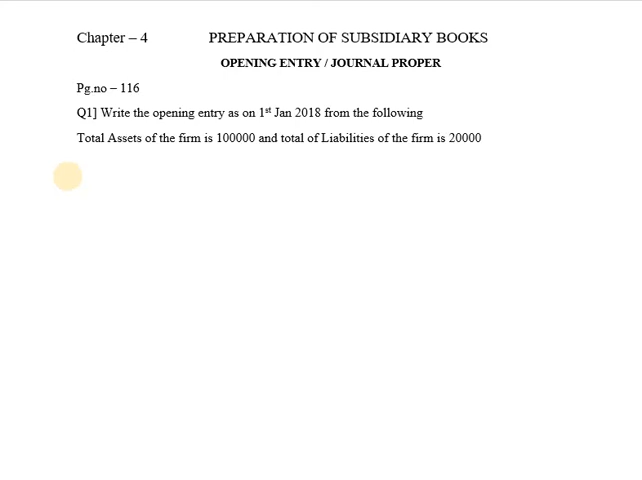 Chapter – 4 PREPARATION OF SUBSIDIARY BOOKS
OPENING ENTRY / JOURNAL PROPER
Pg.no – 116
Q1] Write the opening entry as on 1st Jan 2018 from the following
Total Assets of the firm is 100000 and total of Liabilities of the firm is 20000